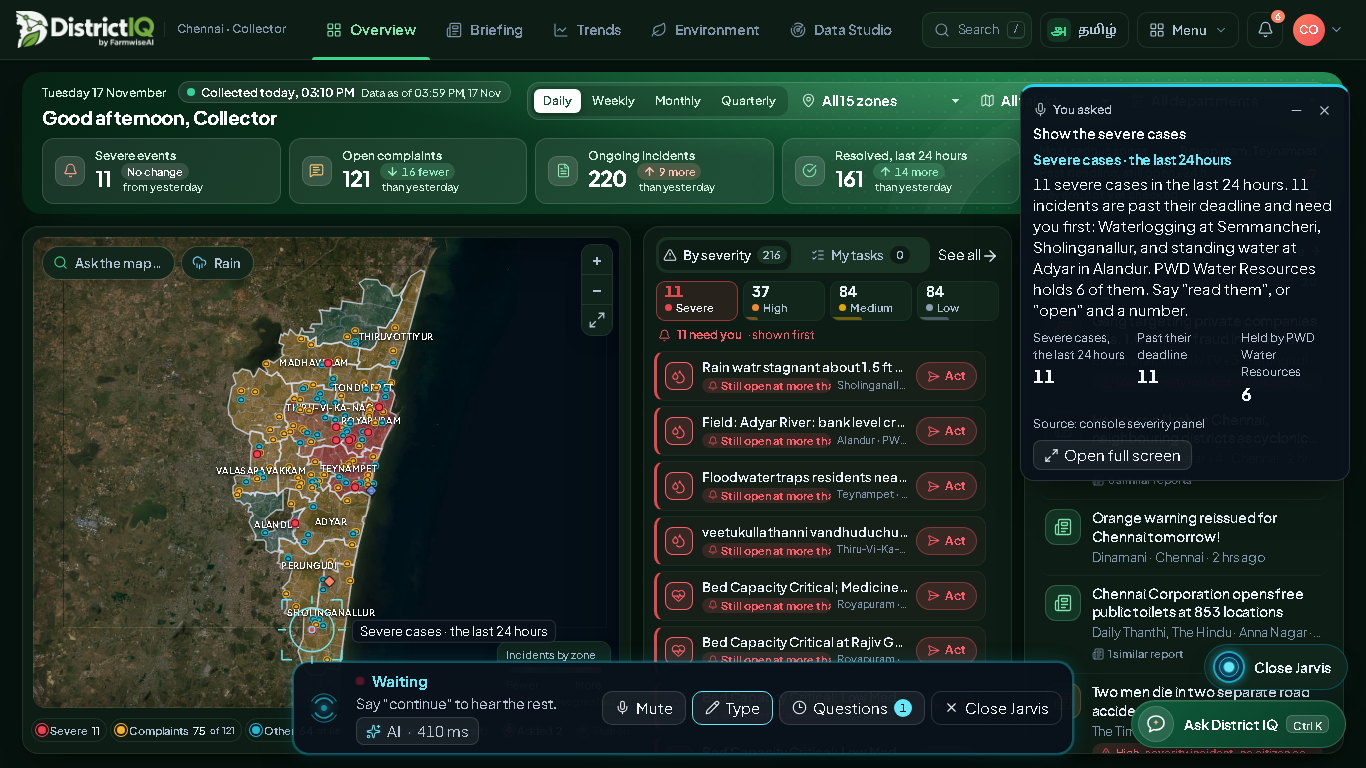 DistrictIQ
by FarmwiseAI
Chennai · Collector
Overview
Briefing
Trends
Environment
Data Studio
Search /
அ தமிழ்
Menu
6
CO
Tuesday 17 November
Collected today, 03:10 PM Data as of 03:59 PM, 17 Nov
Good afternoon, Collector
Daily Weekly Monthly Quarterly
All 15 zones
All
Severe events
11 No change
from yesterday
Open complaints
121 ↓ 16 fewer
than yesterday
Ongoing incidents
220 ↑ 9 more
than yesterday
Resolved, last 24 hours
161 ↑ 14 more
than yesterday
Ask the map...
Rain
+
−
THIRUVOTTIYUR
TEYNAMPET
VALASARAVAKKAM
ADYAR
PERUNGUDI
SHOLINGANALLUR
Severe cases · the last 24 hours
Incidents by zone
Severe 11
Complaints 75 of 121
Other
By severity 216
My tasks 0
See all →
11
Severe
37
High
84
Medium
84
Low
11 need you · shown first
Rain watr stagnant about 1.5 ft ...
Still open at more th Sholinganall...
Act
Field: Adyar River: bank level cr...
Still open at more th Alandur · PW...
Act
Floodwater traps residents nea...
Still open at more th Teynampet · ...
Act
veetukulla thanni vandhuduchu...
Still open at more th Thiru-Vi-Ka-...
Act
Bed Capacity Critical; Medicine...
Still open at more th Royapuram · ...
Act
Bed Capacity Critical at Rajiv G...
Still open at more th Royapuram
Act
You asked
Show the severe cases
Severe cases · the last 24 hours
11 severe cases in the last 24 hours. 11
incidents are past their deadline and need
you first: Waterlogging at Semmancheri,
Sholinganallur, and standing water at
Adyar in Alandur. PWD Water Resources
holds 6 of them. Say "read them", or
"open" and a number.
Severe cases,
the last 24 hours
11
Past their
deadline
11
Held by PWD
Water
Resources
6
Source: console severity panel
Open full screen
Orange warning reissued for
Chennai tomorrow!
Dinamani · Chennai · 2 hrs ago
Chennai Corporation opens free
public toilets at 853 locations
Daily Thanthi, The Hindu · Anna Nagar · ...
1 similar report
Two men die in two separate road
Close Jarvis
Ask District IQ Ctrl K
Waiting
Say "continue" to hear the rest.
AI · 410 ms
Mute
Type
Questions 1
Close Jarvis